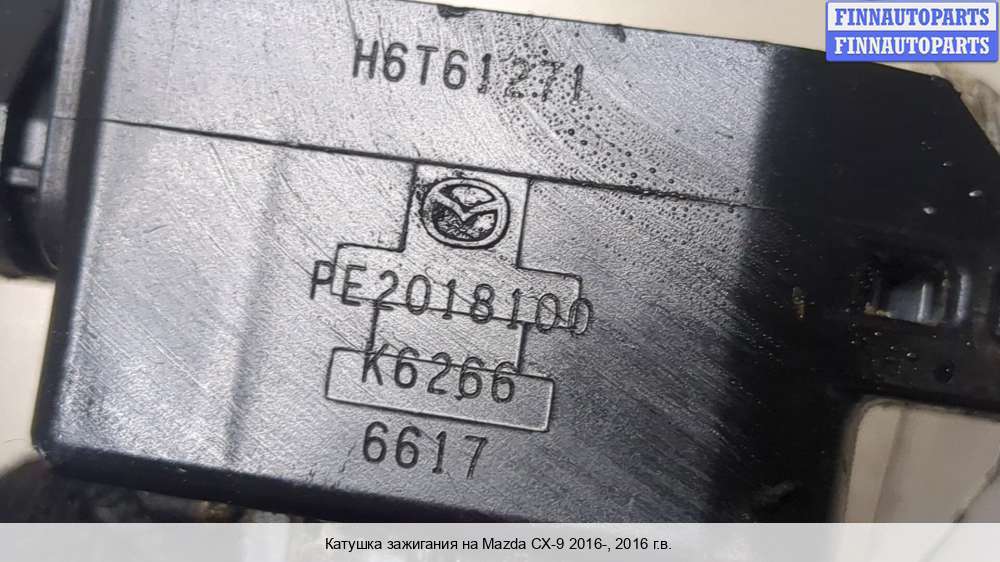 FINNAUTOPARTS
FINNAUTOPARTS
H6T61271
PE2018100
K6266
6617
Катушка зажигания на Mazda CX-9 2016-, 2016 г.в.